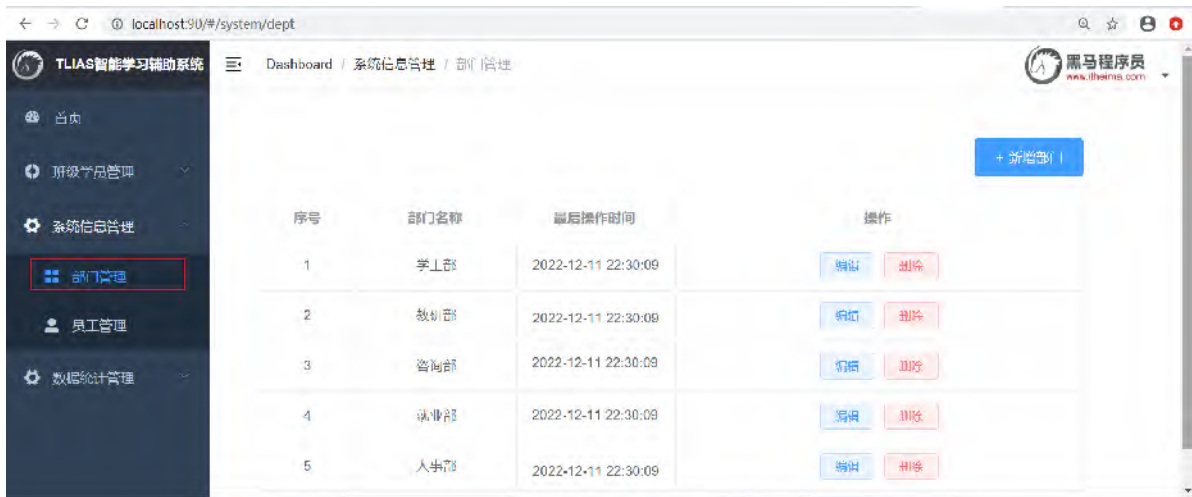 localhost:90/#/system/dept
TLIAS智能学习辅助系统
Dashboard / 系统信息管理 / 部门管理
黑马程序员
www.itheima.com
首页
+ 新增部门
班级学员管理
序号 部门名称 最后操作时间 操作
系统信息管理
1 学工部 2022-12-11 22:30:09 编辑 删除
部门管理
2 教研部 2022-12-11 22:30:09 编辑 删除
员工管理
3 咨询部 2022-12-11 22:30:09 编辑 删除
数据统计管理
4 就业部 2022-12-11 22:30:09 编辑 删除
5 人事部 2022-12-11 22:30:09 编辑 删除